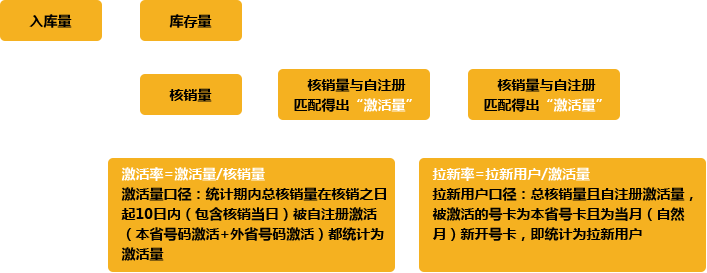 入库量
库存量
核销量
核销量与自注册
匹配得出“激活量”
核销量与自注册
匹配得出“激活量”
激活率=激活量/核销量
激活量口径：统计期内总核销量在核销之日
起10日内（包含核销当日）被自注册激活
（本省号码激活+外省号码激活）都统计为
激活量
拉新率=拉新用户/激活量
拉新用户口径：总核销量且自注册激活量，
被激活的号卡为本省号卡且为当月（自然
月）新开号卡，即统计为拉新用户